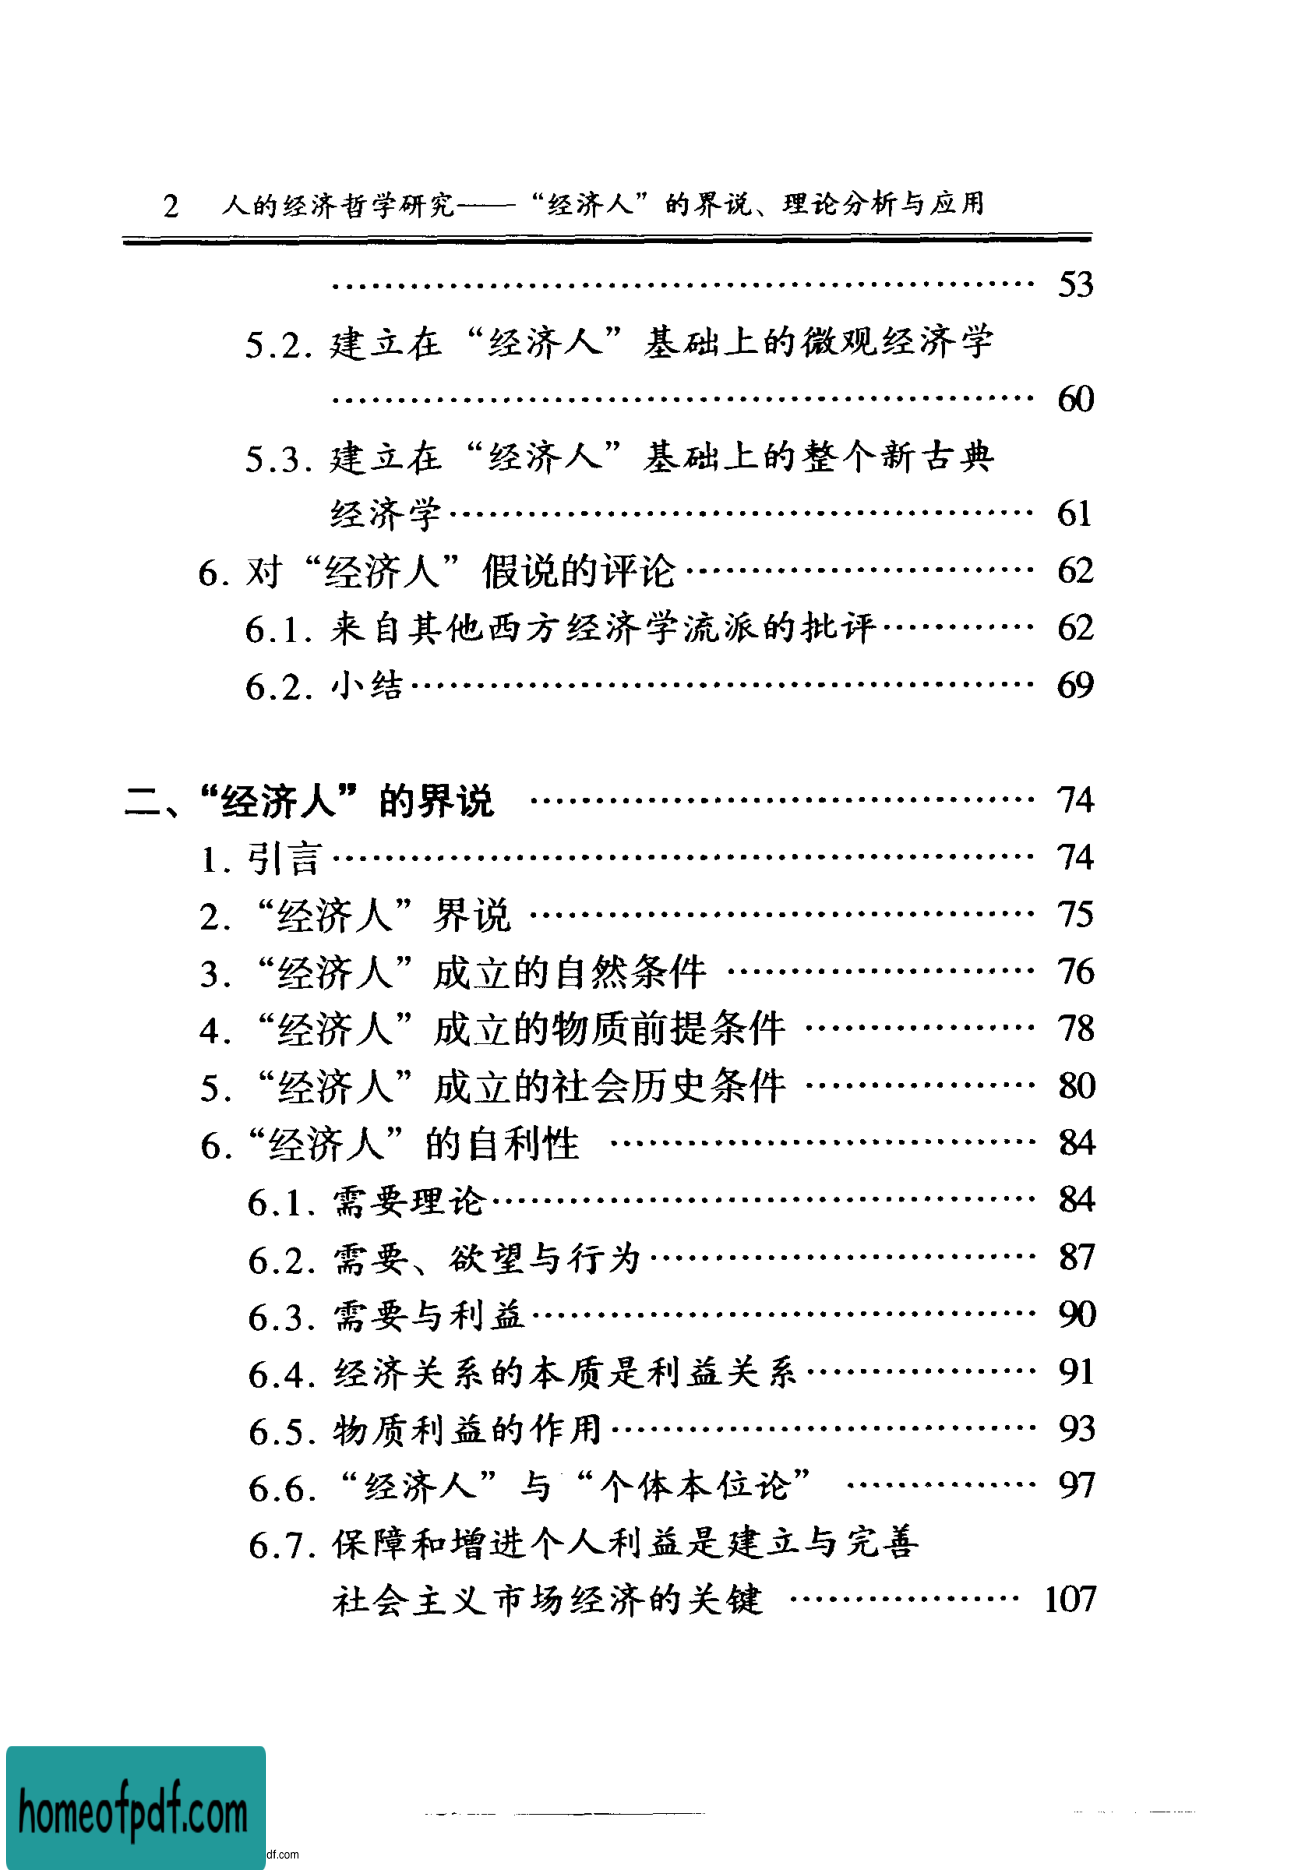 2 人的经济哲学研究——“经济人”的界说、理论分析与应用
…………………………………………… 53
5.2. 建立在“经济人”基础上的微观经济学
…………………………………………… 60
5.3. 建立在“经济人”基础上的整个新古典
经济学…………………………………… 61
6. 对“经济人”假说的评论…………………… 62
6.1. 来自其他西方经济学流派的批评………… 62
6.2. 小结……………………………………… 69
二、“经济人”的界说 ……………………………… 74
1. 引言…………………………………………… 74
2. “经济人”界说 ……………………………… 75
3. “经济人”成立的自然条件 ………………… 76
4. “经济人”成立的物质前提条件 …………… 78
5. “经济人”成立的社会历史条件 …………… 80
6. “经济人”的自利性 ………………………… 84
6.1. 需要理论………………………………… 84
6.2. 需要、欲望与行为……………………… 87
6.3. 需要与利益……………………………… 90
6.4. 经济关系的本质是利益关系…………… 91
6.5. 物质利益的作用………………………… 93
6.6. “经济人”与“个体本位论” ………… 97
6.7. 保障和增进个人利益是建立与完善
社会主义市场经济的关键 …………… 107
homeofpdf.com
df.com